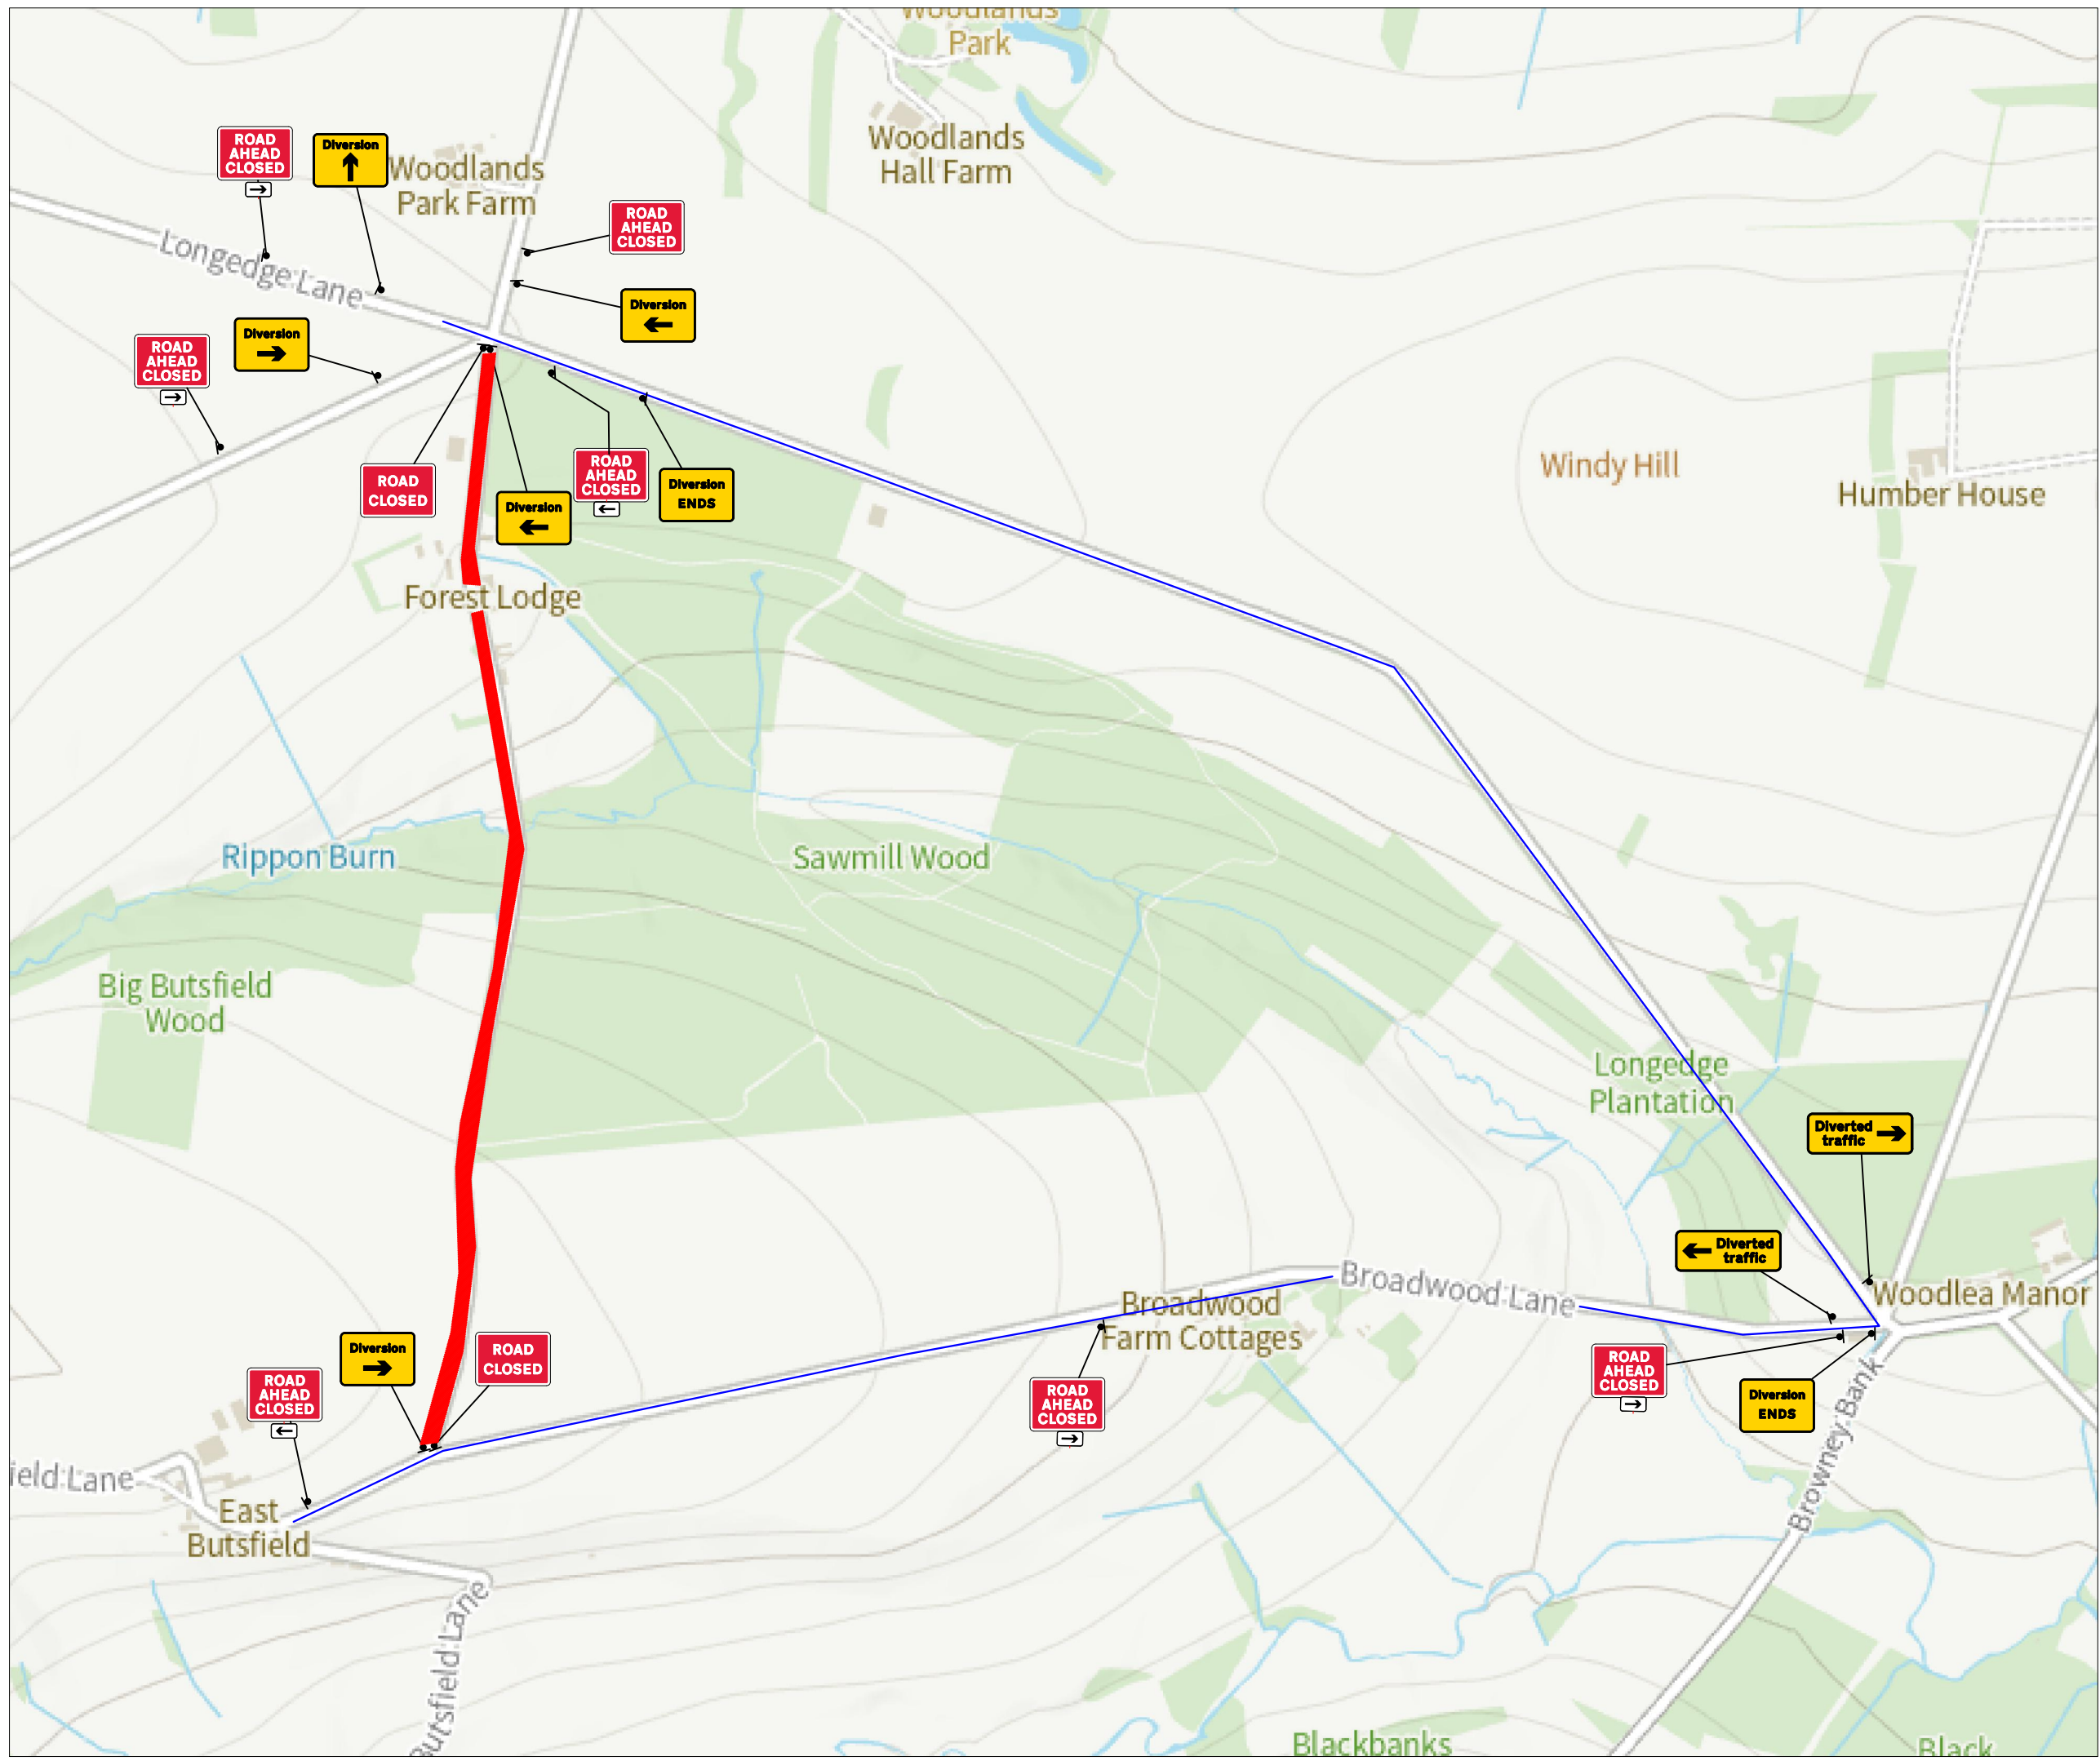 Woodlands
Park
Woodlands
Hall Farm
ROAD
AHEAD
CLOSED
Diversion
Woodlands
Park Farm
ROAD
AHEAD
CLOSED
Longedge Lane
Diversion
Diversion
ROAD
AHEAD
CLOSED
ROAD
CLOSED
Diversion
ROAD
AHEAD
CLOSED
Diversion
ENDS
Windy Hill
Humber House
Forest Lodge
Rippon Burn
Sawmill Wood
Big Butsfield
Wood
Longedge
Plantation
Diverted
traffic
Diverted
traffic
Woodlea Manor
Broadwood Lane
Broadwood
Farm Cottages
Diversion
ROAD
CLOSED
ROAD
AHEAD
CLOSED
ROAD
AHEAD
CLOSED
ROAD
AHEAD
CLOSED
Diversion
ENDS
Browney Bank
ield Lane
East
Butsfield
Butsfield Lane
Blackbanks
Black